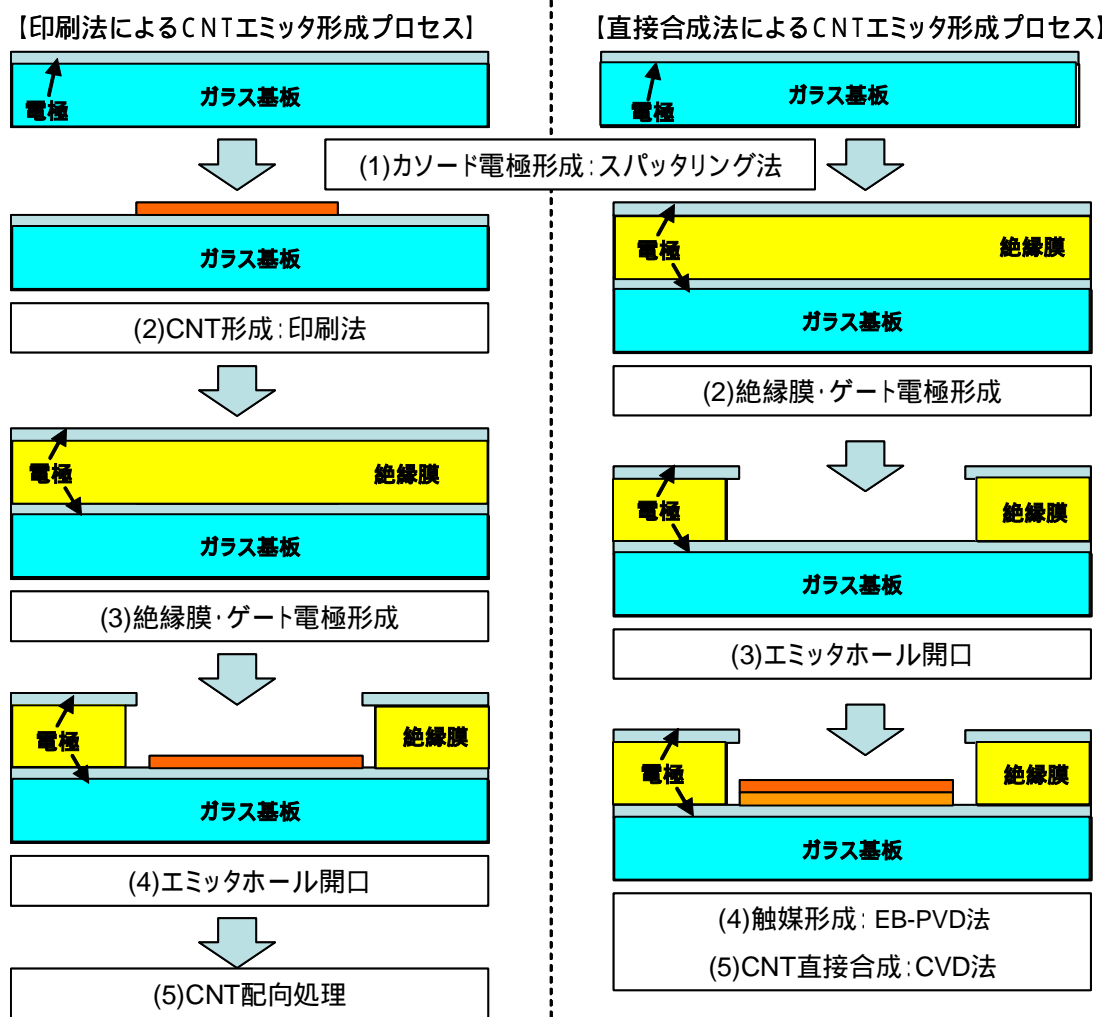 【印刷法によるCNTエミッタ形成プロセス】
電極
ガラス基板
(1)カソード電極形成:スパッタリング法
ガラス基板
(2)CNT形成:印刷法
電極
絶縁膜
ガラス基板
(3)絶縁膜・ゲート電極形成
電極
絶縁膜
ガラス基板
(4)エミッタホール開口
(5)CNT配向処理
【直接合成法によるCNTエミッタ形成プロセス】
電極
ガラス基板
電極
絶縁膜
ガラス基板
(2)絶縁膜・ゲート電極形成
電極
絶縁膜
ガラス基板
(3)エミッタホール開口
電極
絶縁膜
ガラス基板
(4)触媒形成:EB-PVD法
(5)CNT直接合成:CVD法